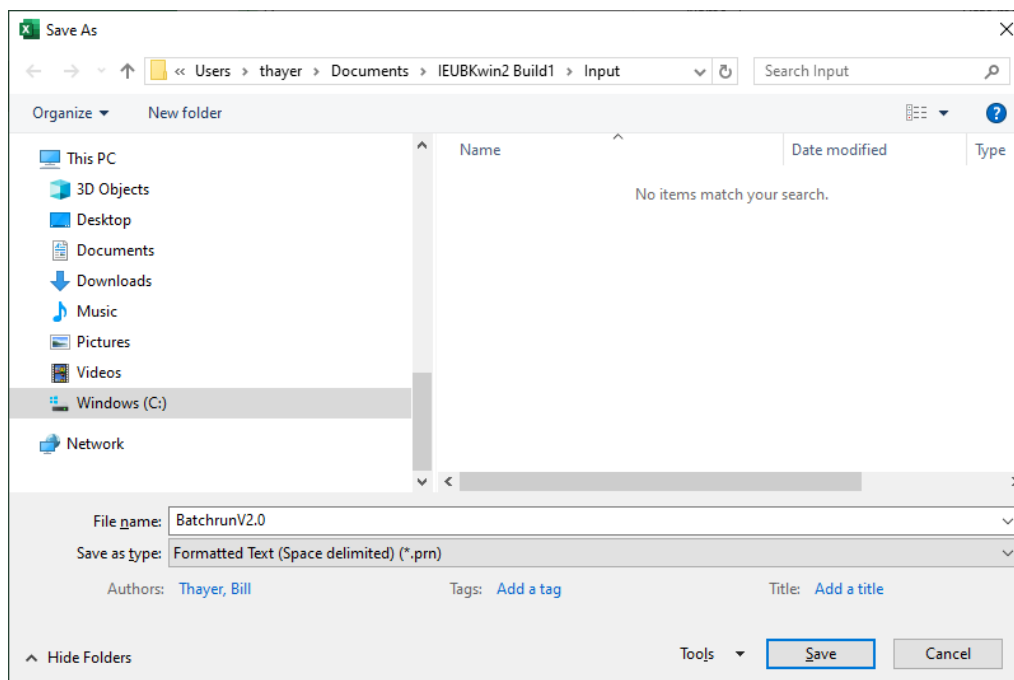 Save As
« Users › thayer › Documents › IEUBKwin2 Build1 › Input
Search Input
Organize
New folder
This PC
3D Objects
Desktop
Documents
Downloads
Music
Pictures
Videos
Windows (C:)
Network
Name
Date modified
Type
No items match your search.
File name: BatchrunV2.0
Save as type: Formatted Text (Space delimited) (*.prn)
Authors: Thayer, Bill
Tags: Add a tag
Title: Add a title
Hide Folders
Tools
Save
Cancel